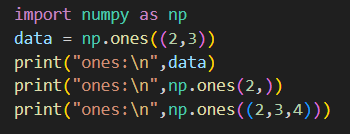 import numpy as np
data = np.ones((2,3))
print("ones:\n",data)
print("ones:\n",np.ones(2,))
print("ones:\n",np.ones((2,3,4)))